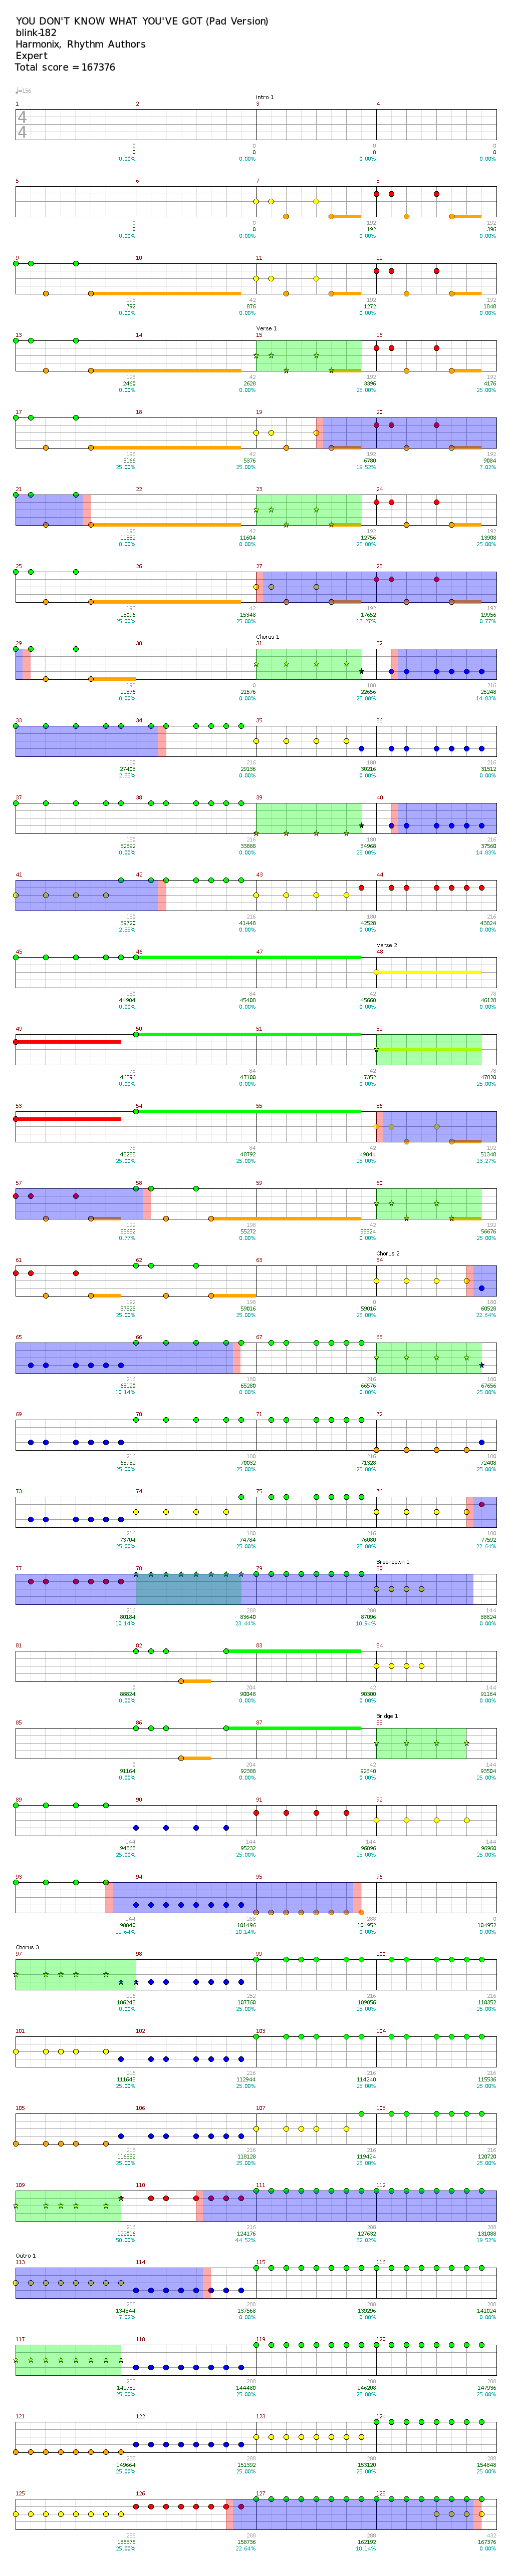 YOU DON'T KNOW WHAT YOU'VE GOT (Pad Version)
blink-182
Harmonix, Rhythm Authors
Expert
Total score = 167376
♩=156
intro 1
1 2 3 4
4
4
0 0 0
0 0 0
0.00% 0.00% 0.00%
5 6 7 8
0 0 192 192
0 0 192 396
0.00% 0.00% 0.00% 0.00%
9 10 11 12
198 42 192 192
792 876 1272 1848
0.00% 0.00% 0.00% 0.00%
Verse 1
13 14 15 16
198 42 192 192
2460 2628 3396 4176
0.00% 0.00% 25.00% 25.00%
17 18 19 20
198 42 192 192
5166 5376 6780 9084
25.00% 25.00% 19.52% 7.02%
21 22 23 24
198 42 192 192
11352 11604 12756 13908
0.00% 0.00% 25.00% 25.00%
25 26 27 28
198 42 192 192
15096 15348 17652 19956
25.00% 25.00% 13.27% 0.77%
Chorus 1
29 30 31 32
198 0 180 216
21576 21576 22656 25248
0.00% 0.00% 25.00% 14.83%
33 34 35 36
180 216 180 216
27408 29136 30216 31512
2.33% 0.00% 0.00% 0.00%
37 38 39 40
180 216 180 216
32592 33888 34968 37560
0.00% 0.00% 25.00% 14.83%
41 42 43 44
180 216 180 216
39720 41448 42528 43824
2.33% 0.00% 0.00% 0.00%
Verse 2
45 46 47 48
180 84 42 78
44904 45408 45660 46128
0.00% 0.00% 0.00% 0.00%
49 50 51 52
78 84 42 78
46596 47100 47352 47820
0.00% 0.00% 0.00% 25.00%
53 54 55 56
78 84 42 192
48288 48792 49044 51348
25.00% 25.00% 25.00% 13.27%
57 58 59 60
192 198 42 192
53652 55272 55524 56676
0.77% 0.00% 0.00% 25.00%
Chorus 2
61 62 63 64
192 198 0 180
57828 59016 59016 60528
25.00% 25.00% 25.00% 22.64%
65 66 67 68
216 180 216 180
63120 65280 66576 67656
10.14% 0.00% 0.00% 25.00%
69 70 71 72
216 180 216 180
68952 70032 71328 72408
25.00% 25.00% 25.00% 25.00%
73 74 75 76
216 180 216 180
73704 74784 76080 77592
25.00% 25.00% 25.00% 22.64%
Breakdown 1
77 78 79 80
216 288 288 144
80184 83640 87096 88824
10.14% 23.44% 10.94% 0.00%
81 82 83 84
0 204 42 144
88824 90048 90300 91164
0.00% 0.00% 0.00% 0.00%
Bridge 1
85 86 87 88
0 204 42 144
91164 92388 92640 93504
0.00% 0.00% 0.00% 25.00%
89 90 91 92
144 144 144 144
94368 95232 96096 96960
25.00% 25.00% 25.00% 25.00%
93 94 95 96
144 288 288 0
98040 101496 104952 104952
22.64% 10.14% 0.00% 0.00%
Chorus 3
97 98 99 100
216 252 216 216
106248 107760 109056 110352
0.00% 25.00% 25.00% 25.00%
101 102 103 104
216 216 216 216
111648 112944 114240 115536
25.00% 25.00% 25.00% 25.00%
105 106 107 108
216 216 216 216
116832 118128 119424 120720
25.00% 25.00% 25.00% 25.00%
109 110 111 112
216 216 288 288
122016 124176 127632 131088
50.00% 44.52% 32.02% 19.52%
Outro 1
113 114 115 116
288 288 288 288
134544 137568 139296 141024
7.02% 0.00% 0.00% 0.00%
117 118 119 120
288 288 288 288
142752 144480 146208 147936
25.00% 25.00% 25.00% 25.00%
121 122 123 124
288 288 288 288
149664 151392 153120 154848
25.00% 25.00% 25.00% 25.00%
125 126 127 128
288 288 288 432
156576 158736 162192 167376
25.00% 22.64% 10.14% 0.00%